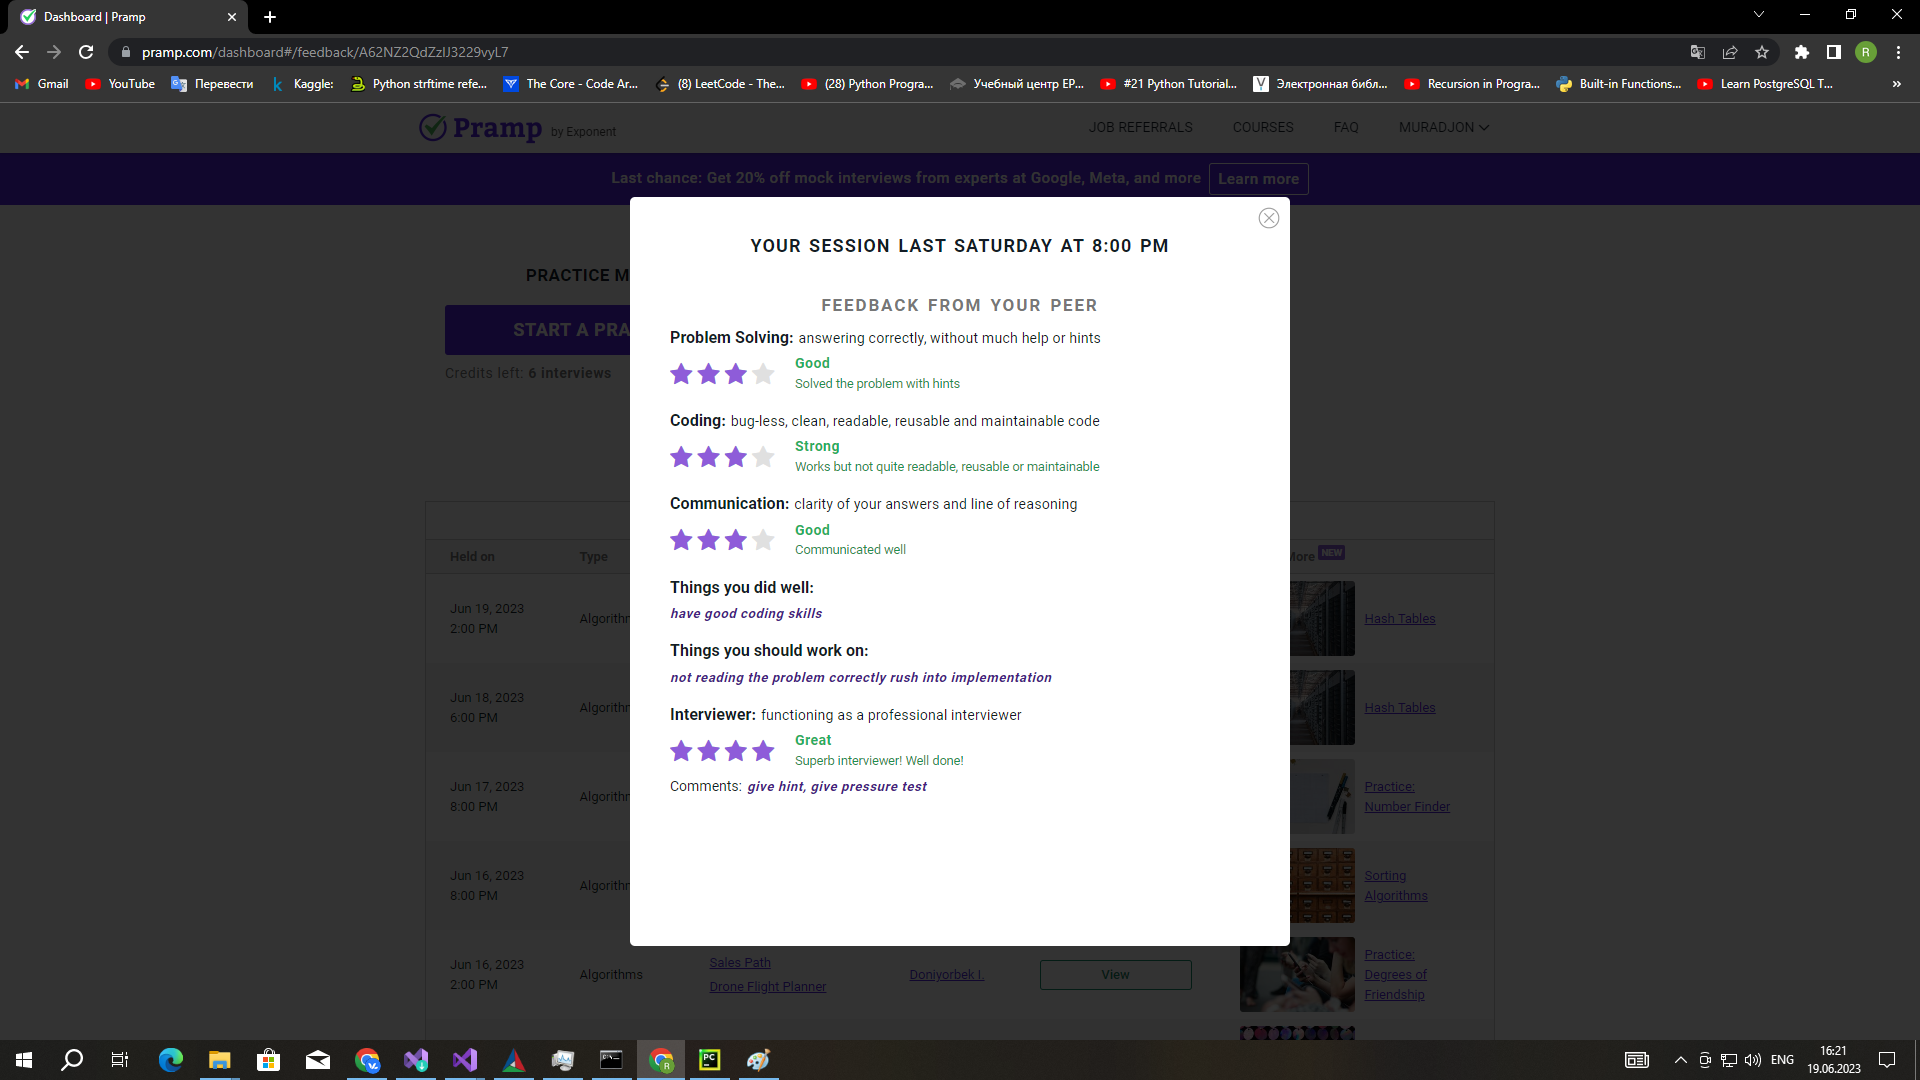 Dashboard | Pramp
pramp.com/dashboard#/feedback/A62NZ2QdZzIJ3229vyL7
R
Gmail
YouTube
Перевести
Kaggle:
Python strftime refe...
The Core - Code Ar...
(8) LeetCode - The...
(28) Python Progra...
Учебный центр EP...
#21 Python Tutorial...
Электронная библ...
Recursion in Progra...
Built-in Functions...
Learn PostgreSQL T...
»
Pramp by Exponent
JOB REFERRALS
COURSES
FAQ
MURADJON
Last chance: Get 20% off mock interviews from experts at Google, Meta, and more
Learn more
PRACTICE M
START A PRA
Credits left: 6 interviews
YOUR SESSION LAST SATURDAY AT 8:00 PM
FEEDBACK FROM YOUR PEER
Problem Solving: answering correctly, without much help or hints
Good
Solved the problem with hints
Coding: bug-less, clean, readable, reusable and maintainable code
Strong
Works but not quite readable, reusable or maintainable
Communication: clarity of your answers and line of reasoning
Good
Communicated well
Things you did well:
have good coding skills
Things you should work on:
not reading the problem correctly rush into implementation
Interviewer: functioning as a professional interviewer
Great
Superb interviewer! Well done!
Comments: give hint, give pressure test
Held on
Type
More NEW
Jun 19, 2023
2:00 PM
Algorithm
Hash Tables
Jun 18, 2023
6:00 PM
Algorithm
Hash Tables
Jun 17, 2023
8:00 PM
Algorithm
Practice:
Number Finder
Jun 16, 2023
8:00 PM
Algorithm
Sorting
Algorithms
Jun 16, 2023
2:00 PM
Algorithms
Sales Path
Drone Flight Planner
Doniyorbek I.
View
Practice:
Degrees of
Friendship
ENG
16:21
19.06.2023